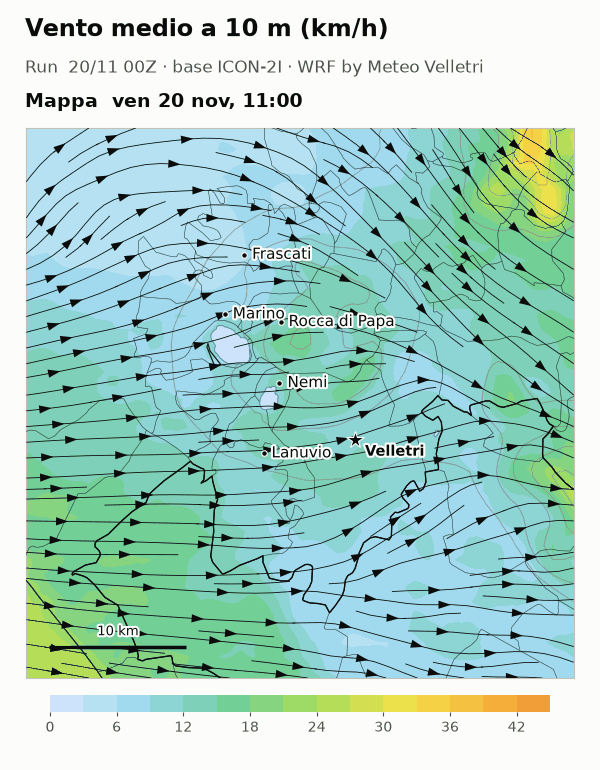 Vento medio a 10 m (km/h)
Run  20/11 00Z · base ICON-2I · WRF by Meteo Velletri
Mappa  ven 20 nov, 11:00
Frascati
Marino
Rocca di Papa
Nemi
Velletri
Lanuvio
10 km
0 6 12 18 24 30 36 42